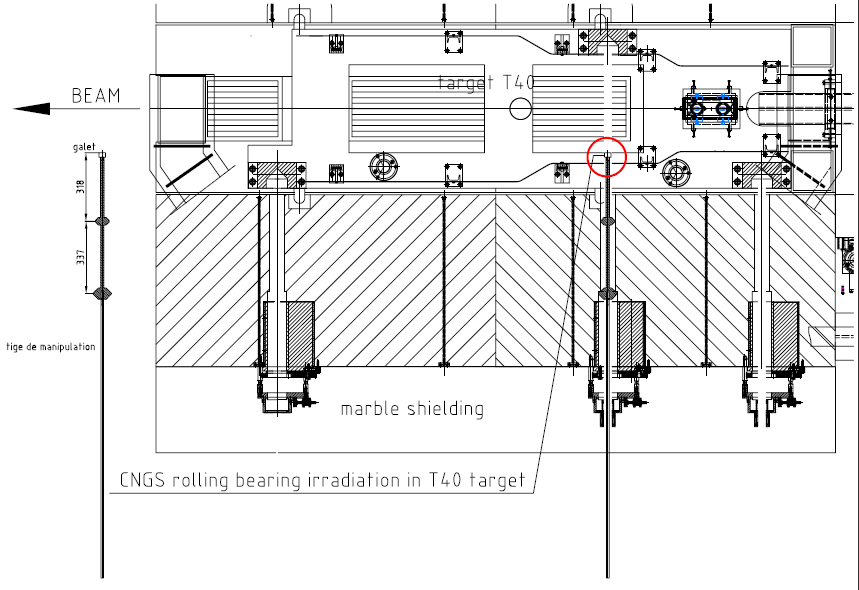 target T40
BEAM
galet
318
337
tige de manipulation
marble shielding
CNGS rolling bearing irradiation in T40 target